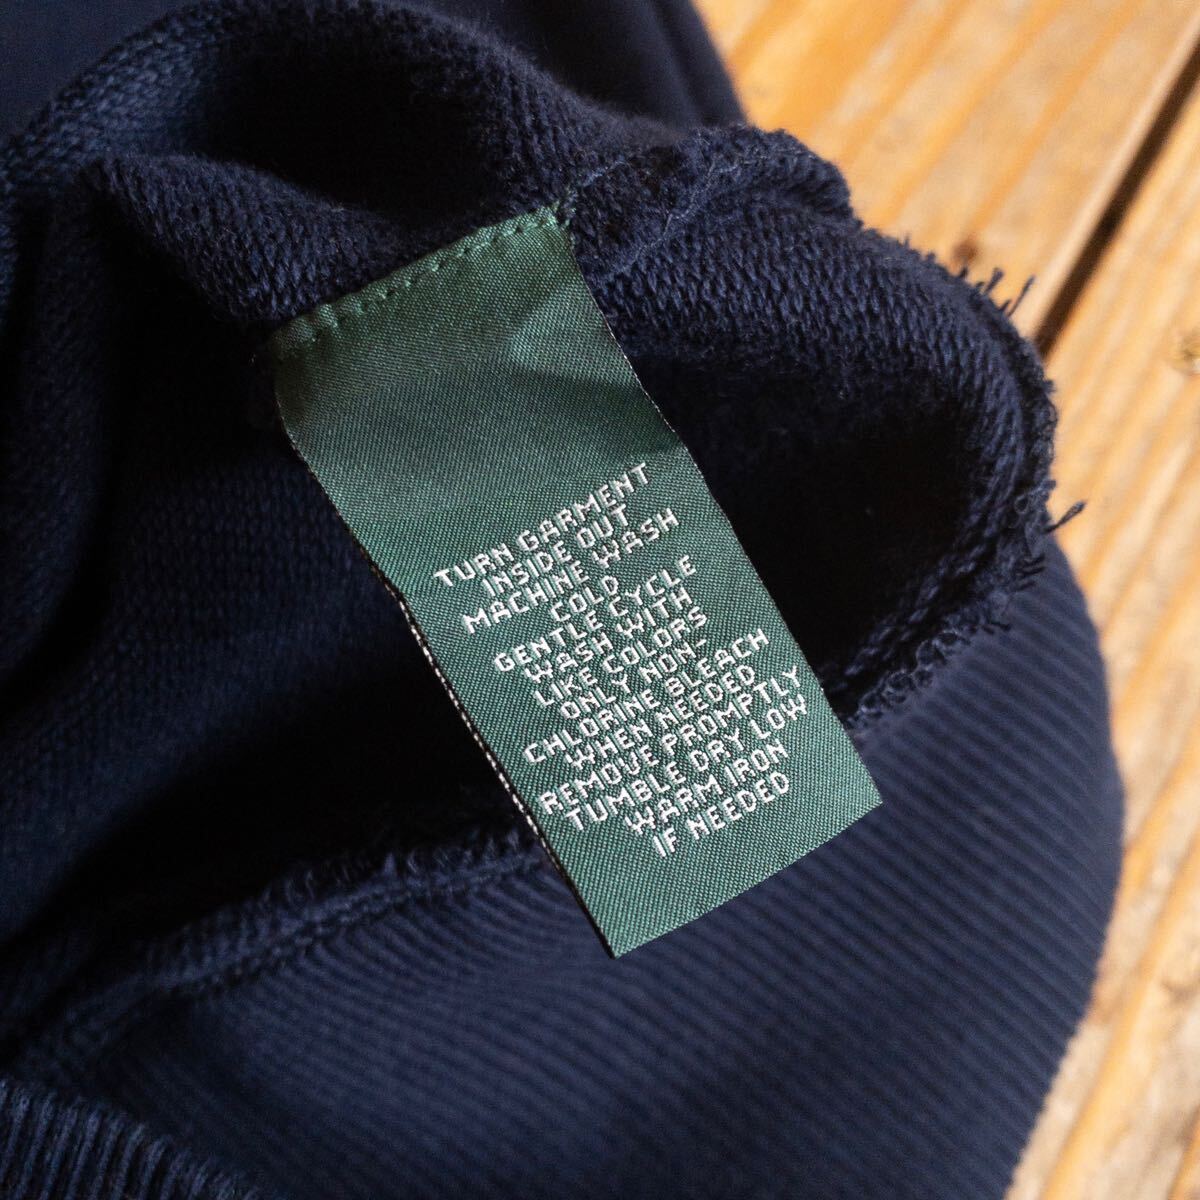 TURN GARMENT
INSIDE OUT
MACHINE WASH
COLD
GENTLE CYCLE
WASH WITH
LIKE COLORS
ONLY NON-
CHLORINE BLEACH
WHEN NEEDED
REMOVE PROMPTLY
TUMBLE DRY LOW
WARM IRON
IF NEEDED